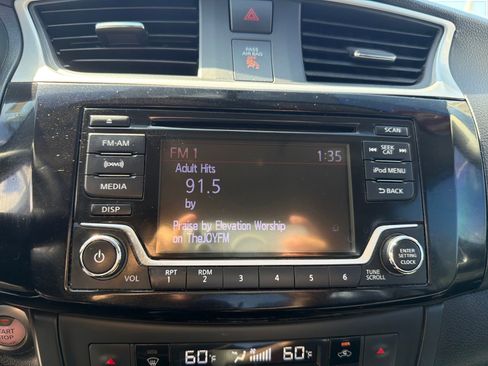 PASS
AIR BAG
SCAN
FM-AM
FM 1
1:35
SEEK
CAT
Adult Hits
91.5
iPod MENU
MEDIA
by
BACK
DISP
Praise by Elevation Worship
on TheJOYFM
ENTER
SETTING
CLOCK
VOL
RPT
1
RDM
2
3
4
5
6
TUNE
SCROLL
START
STOP
60°F
60°F